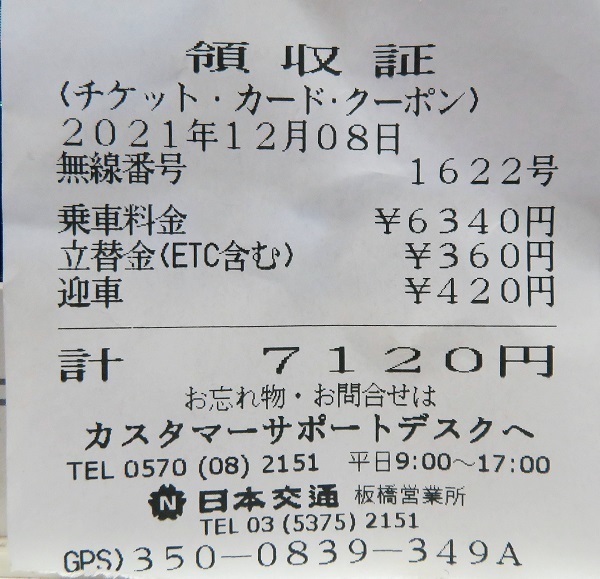 領収証
(チケット・カード・クーポン)
2021年12月08日
無線番号 1622号
乗車料金 ¥6340円
立替金(ETC含む) ¥360円
迎車 ¥420円
計 7120円
お忘れ物・お問合せは
カスタマーサポートデスクへ
TEL 0570 (08) 2151 平日9:00〜17:00
N 日本交通 板橋営業所
TEL 03 (5375) 2151
GPS)350-0839-349A